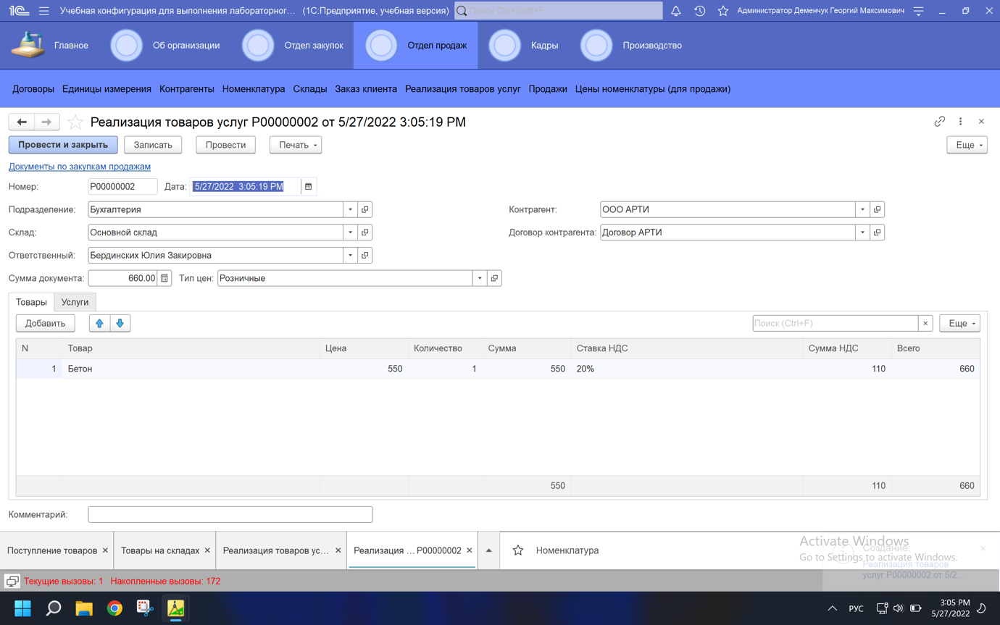 1С Учебная конфигурация для выполнения лабораторног... (1С:Предприятие, учебная версия) Поиск Ctrl+Shift+F Администратор Деменчук Георгий Максимович
Главное Об организации Отдел закупок Отдел продаж Кадры Производство
Договоры Единицы измерения Контрагенты Номенклатура Склады Заказ клиента Реализация товаров услуг Продажи Цены номенклатуры (для продажи)
Реализация товаров услуг Р00000002 от 5/27/2022 3:05:19 PM
Провести и закрыть Записать Провести Печать Еще
Документы по закупкам продажам
Номер: Р00000002 Дата: 5/27/2022 3:05:19 PM
Подразделение: Бухгалтерия Контрагент: ООО АРТИ
Склад: Основной склад Договор контрагента: Договор АРТИ
Ответственный: Бердинских Юлия Закировна
Сумма документа: 660.00 Тип цен: Розничные
Товары Услуги
Добавить Поиск (Ctrl+F) × Еще
N Товар Цена Количество Сумма Ставка НДС Сумма НДС Всего
1 Бетон 550 1 550 20% 110 660
550 110 660
Комментарий:
Поступление товаров × Товары на складах × Реализация товаров ус... × Реализация ... Р00000002 × Номенклатура
Activate Windows
Создание:
Go to Settings to activate Windows.
Реализация товаров
услуг Р00000002 от 5/2...
Текущие вызовы: 1 Накопленные вызовы: 172
РУС 3:05 PM
5/27/2022